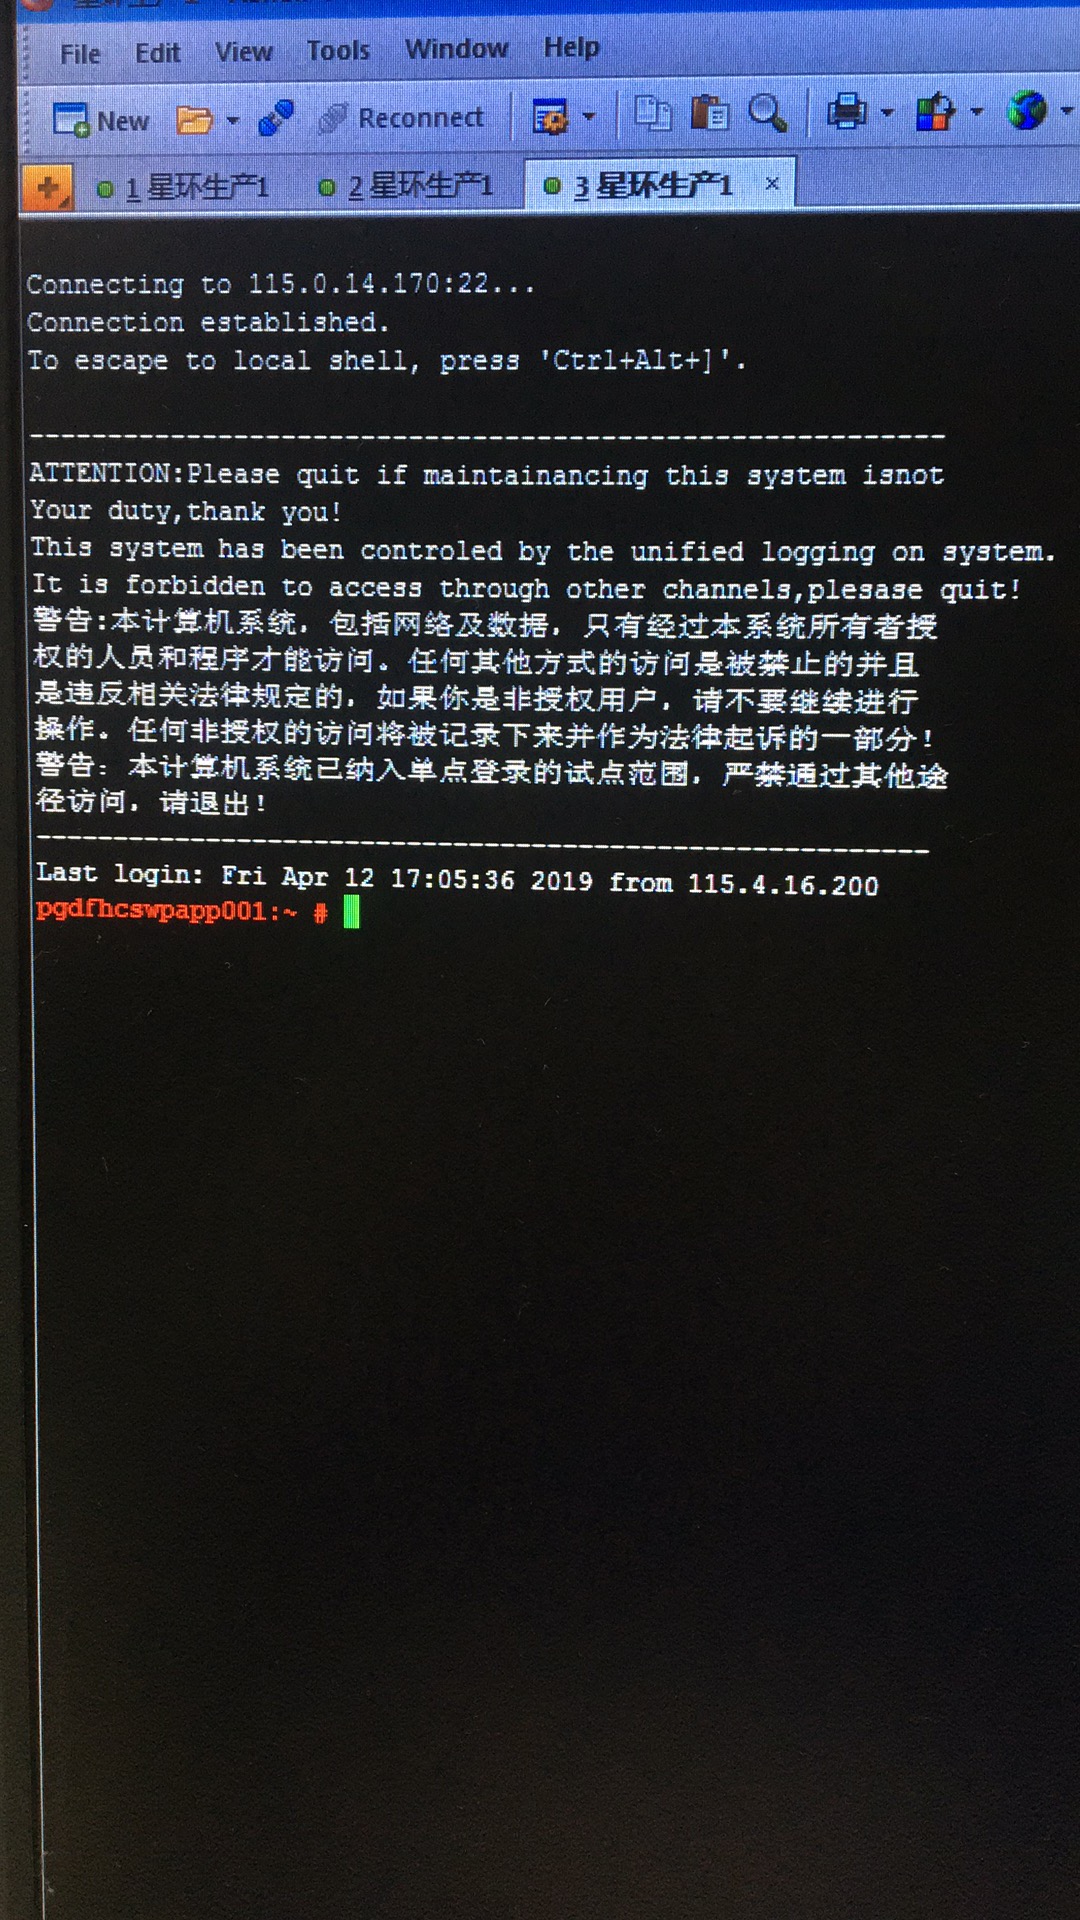 File Edit View Tools Window Help
New Reconnect
1 星环生产1 2 星环生产1 3 星环生产1 ×
Connecting to 115.0.14.170:22...
Connection established.
To escape to local shell, press 'Ctrl+Alt+]'.
----------------------------------------------------------
ATTENTION:Please quit if maintainancing this system isnot
Your duty,thank you!
This system has been controled by the unified logging on system.
It is forbidden to access through other channels,plesase quit!
警告:本计算机系统，包括网络及数据，只有经过本系统所有者授
权的人员和程序才能访问。任何其他方式的访问是被禁止的并且
是违反相关法律规定的，如果你是非授权用户，请不要继续进行
操作。任何非授权的访问将被记录下来并作为法律起诉的一部分！
警告：本计算机系统已纳入单点登录的试点范围，严禁通过其他途
径访问，请退出！
----------------------------------------------------------
Last login: Fri Apr 12 17:05:36 2019 from 115.4.16.200
pgdfhcswpapp001:~ #